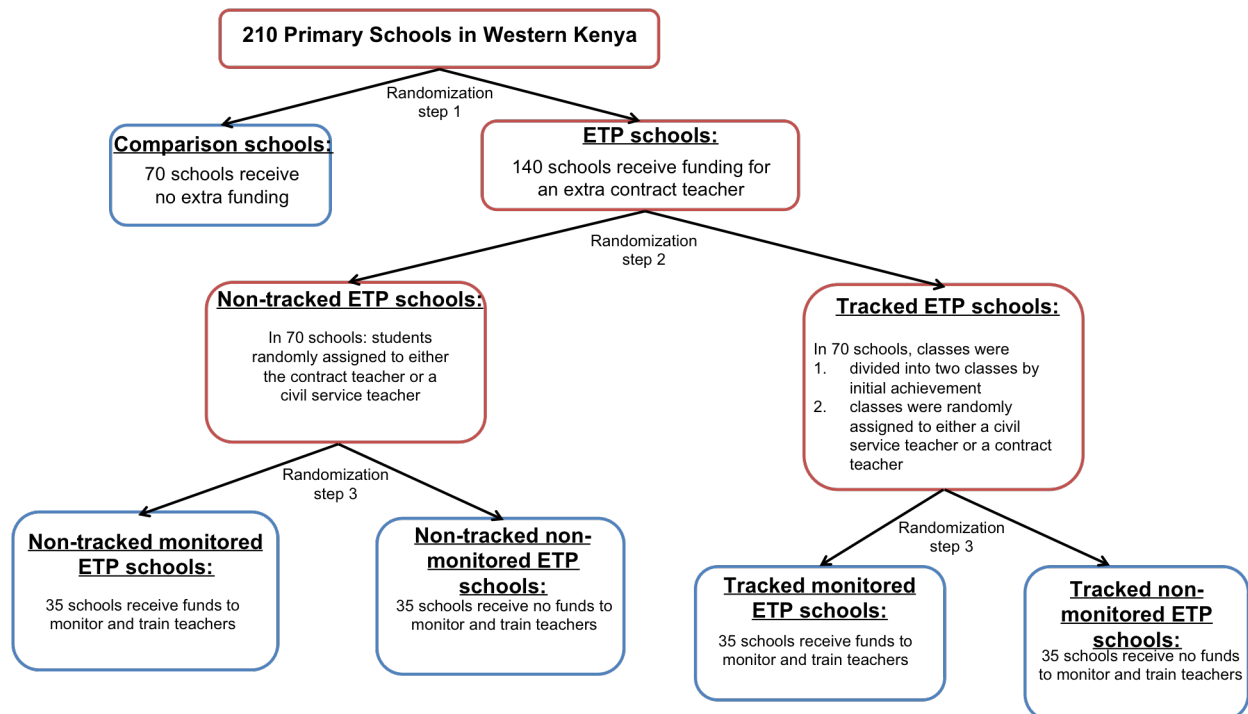 210 Primary Schools in Western Kenya
Randomization
step 1
Comparison schools:
70 schools receive
no extra funding
ETP schools:
140 schools receive funding for
an extra contract teacher
Randomization
step 2
Non-tracked ETP schools:
In 70 schools: students
randomly assigned to either
the contract teacher or a
civil service teacher
Tracked ETP schools:
In 70 schools, classes were
1. divided into two classes by
initial achievement
2. classes were randomly
assigned to either a civil
service teacher or a contract
teacher
Randomization
step 3
Non-tracked monitored
ETP schools:
35 schools receive funds to
monitor and train teachers
Non-tracked non-
monitored ETP
schools:
35 schools receive no funds to
monitor and train teachers
Randomization
step 3
Tracked monitored
ETP schools:
35 schools receive funds to
monitor and train teachers
Tracked non-
monitored ETP
schools:
35 schools receive no funds
to monitor and train teachers